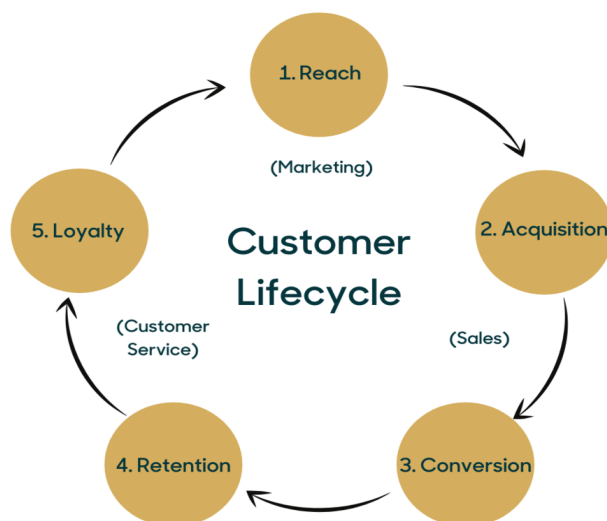 1. Reach
(Marketing)
2. Acquisition
5. Loyalty
Customer
Lifecycle
(Customer
Service)
(Sales)
4. Retention
3. Conversion